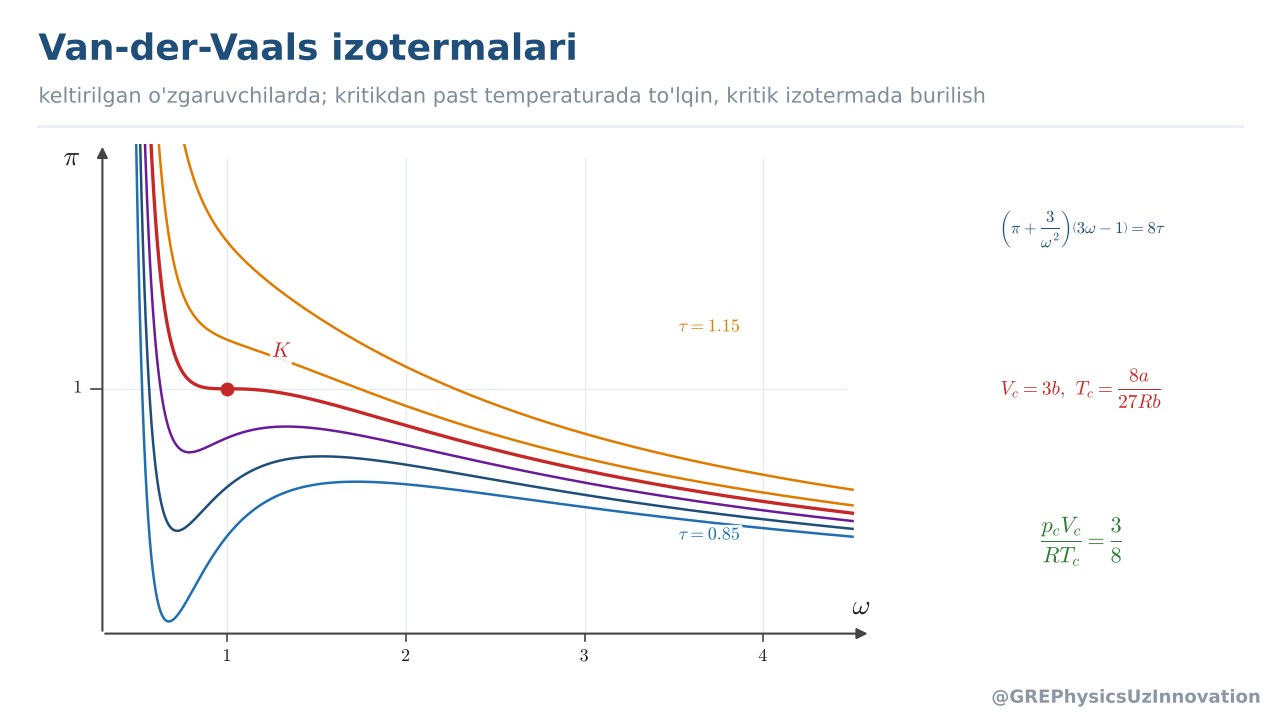 Van-der-Vaals izotermalari
keltirilgan o'zgaruvchilarda; kritikdan past temperaturada to'lqin, kritik izotermada burilish
π
(π + 3/ω²)(3ω − 1) = 8τ
τ = 1.15
K
1
V_c = 3b, T_c = 8a/27Rb
τ = 0.85
p_cV_c/RT_c = 3/8
ω
1 2 3 4
@GREPhysicsUzInnovation